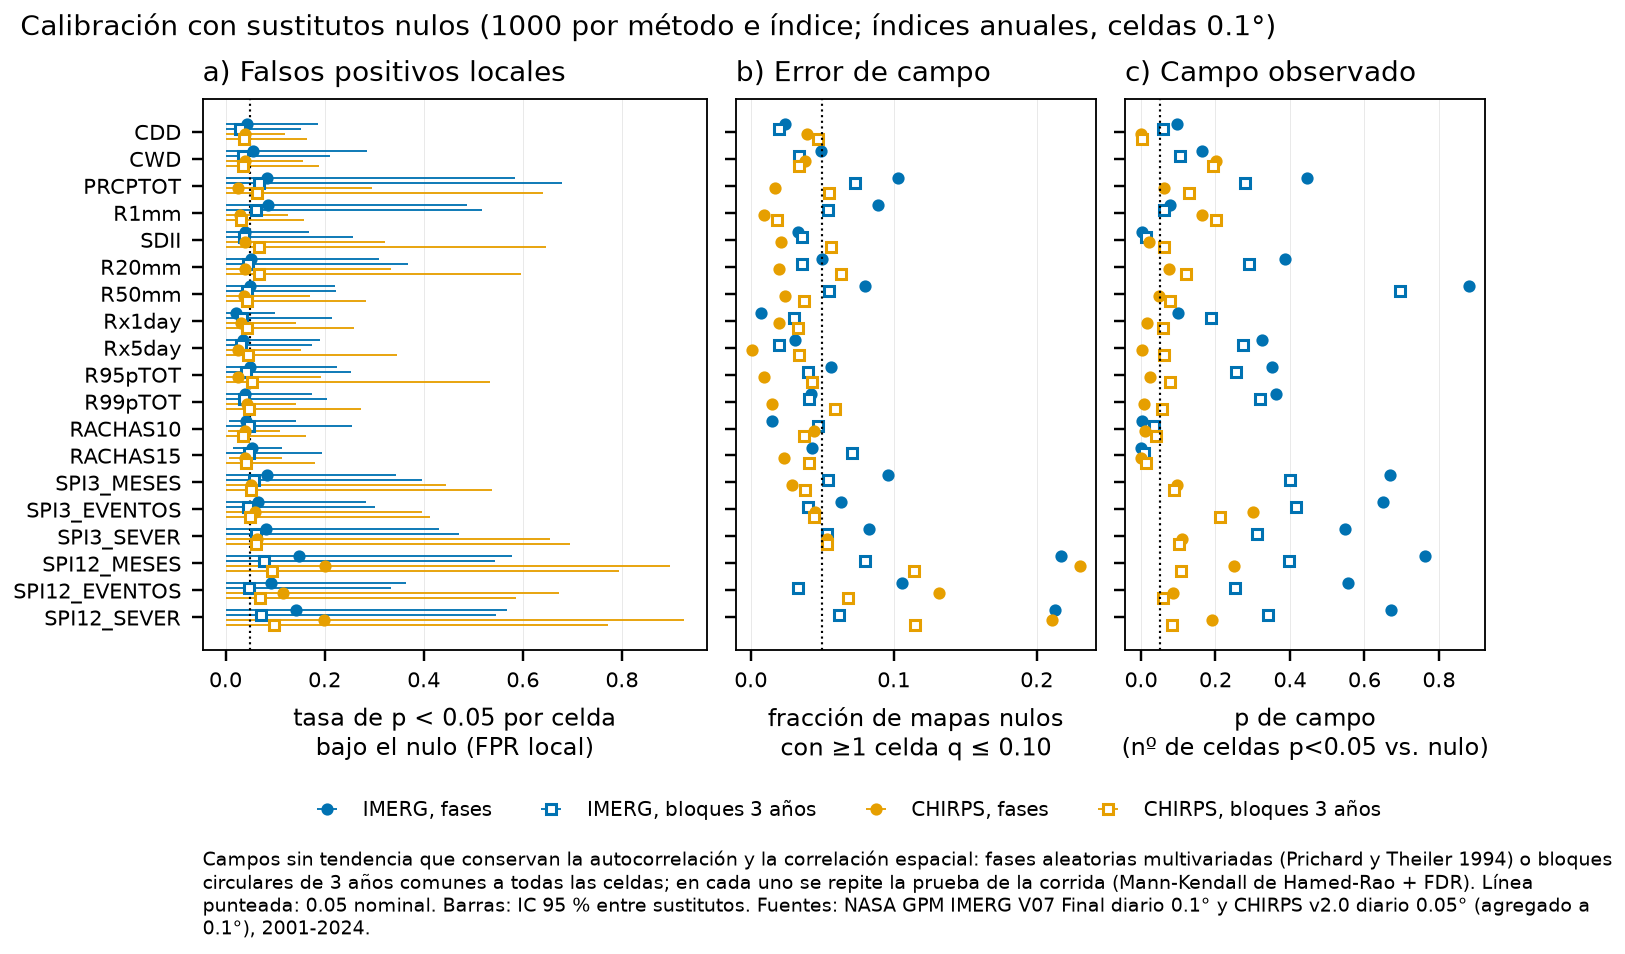 Calibración con sustitutos nulos (1000 por método e índice; índices anuales, celdas 0.1°)
a) Falsos positivos locales
b) Error de campo
c) Campo observado
CDD
CWD
PRCPTOT
R1mm
SDII
R20mm
R50mm
Rx1day
Rx5day
R95pTOT
R99pTOT
RACHAS10
RACHAS15
SPI3_MESES
SPI3_EVENTOS
SPI3_SEVER
SPI12_MESES
SPI12_EVENTOS
SPI12_SEVER
0.0 0.2 0.4 0.6 0.8
0.0 0.1 0.2
0.0 0.2 0.4 0.6 0.8
tasa de p < 0.05 por celda
bajo el nulo (FPR local)
fracción de mapas nulos
con ≥1 celda q ≤ 0.10
p de campo
(nº de celdas p<0.05 vs. nulo)
IMERG, fases
IMERG, bloques 3 años
CHIRPS, fases
CHIRPS, bloques 3 años
Campos sin tendencia que conservan la autocorrelación y la correlación espacial: fases aleatorias multivariadas (Prichard y Theiler 1994) o bloques
circulares de 3 años comunes a todas las celdas; en cada uno se repite la prueba de la corrida (Mann-Kendall de Hamed-Rao + FDR). Línea
punteada: 0.05 nominal. Barras: IC 95 % entre sustitutos. Fuentes: NASA GPM IMERG V07 Final diario 0.1° y CHIRPS v2.0 diario 0.05° (agregado a
0.1°), 2001-2024.